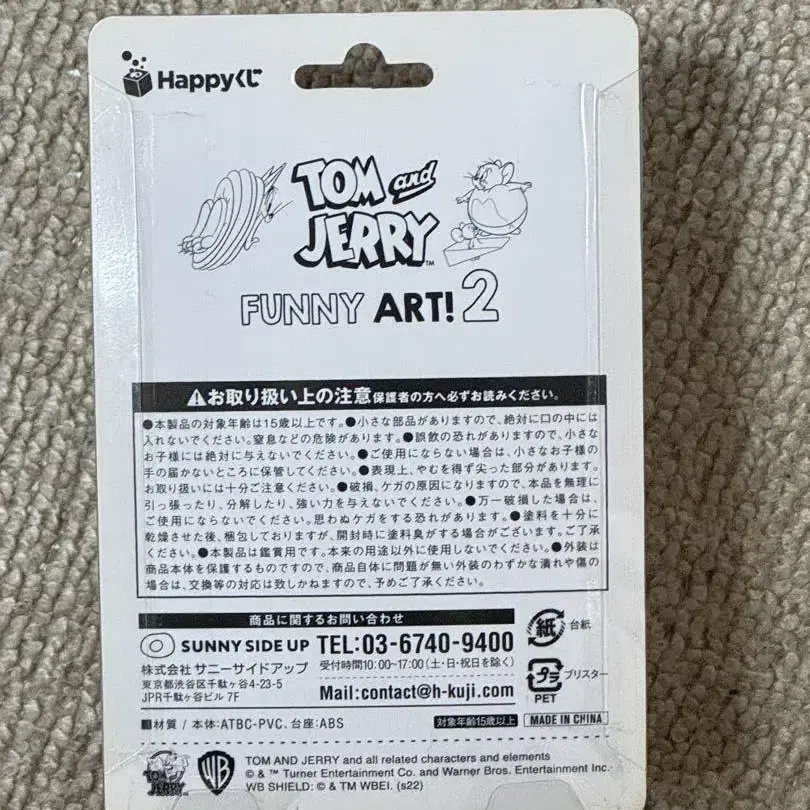 Happyくじ
TOM and
JERRY™
FUNNY ART! 2
⚠お取り扱い上の注意 保護者の方へ必ずお読みください。
●本製品の対象年齢は15歳以上です。●小さな部品がありますので、絶対に口の中には
入れないでください。窒息などの危険があります。●誤飲の恐れがありますので、小さな
お子様には絶対に与えないでください。●ご使用にならない場合は、小さなお子様の
手の届かないところに保管してください。●表現上、やむを得ず尖った部分があります。
お取り扱いには十分ご注意ください。●破損、ケガの原因になりますので、本品を無理に
引っ張ったり、分解したり、強い力を与えないでください。●万一破損した場合は、
ご使用にならないでください。思わぬケガをする恐れがあります。●塗料を十分に
乾燥させた後、梱包しておりますが、開封時に塗料臭がする場合がございます。ご了承
ください。●本製品は鑑賞用です。本来の用途以外に使用しないでください。●外装は
商品本体を保護するものですので、商品自体に問題が無い外装のわずかな潰れや傷の
場合は、交換等の対応は致しかねますので、予めご了承ください。
商品に関するお問い合わせ
SUNNY SIDE UP TEL:03-6740-9400
株式会社 サニーサイドアップ 受付時間10:00~17:00(土・日・祝日を除く)
東京都渋谷区千駄ヶ谷4-23-5
JPR千駄ヶ谷ビル 7F Mail:contact@h-kuji.com
紙 台紙
プラ ブリスター
PET
■材質 / 本体:ATBC-PVC、台座:ABS 対象年齢15歳以上 MADE IN CHINA
TOM and JERRY WB TOM AND JERRY and all related characters and elements
© & ™ Turner Entertainment Co. and Warner Bros. Entertainment Inc.
WB SHIELD: © & TM WBEI. (s22)